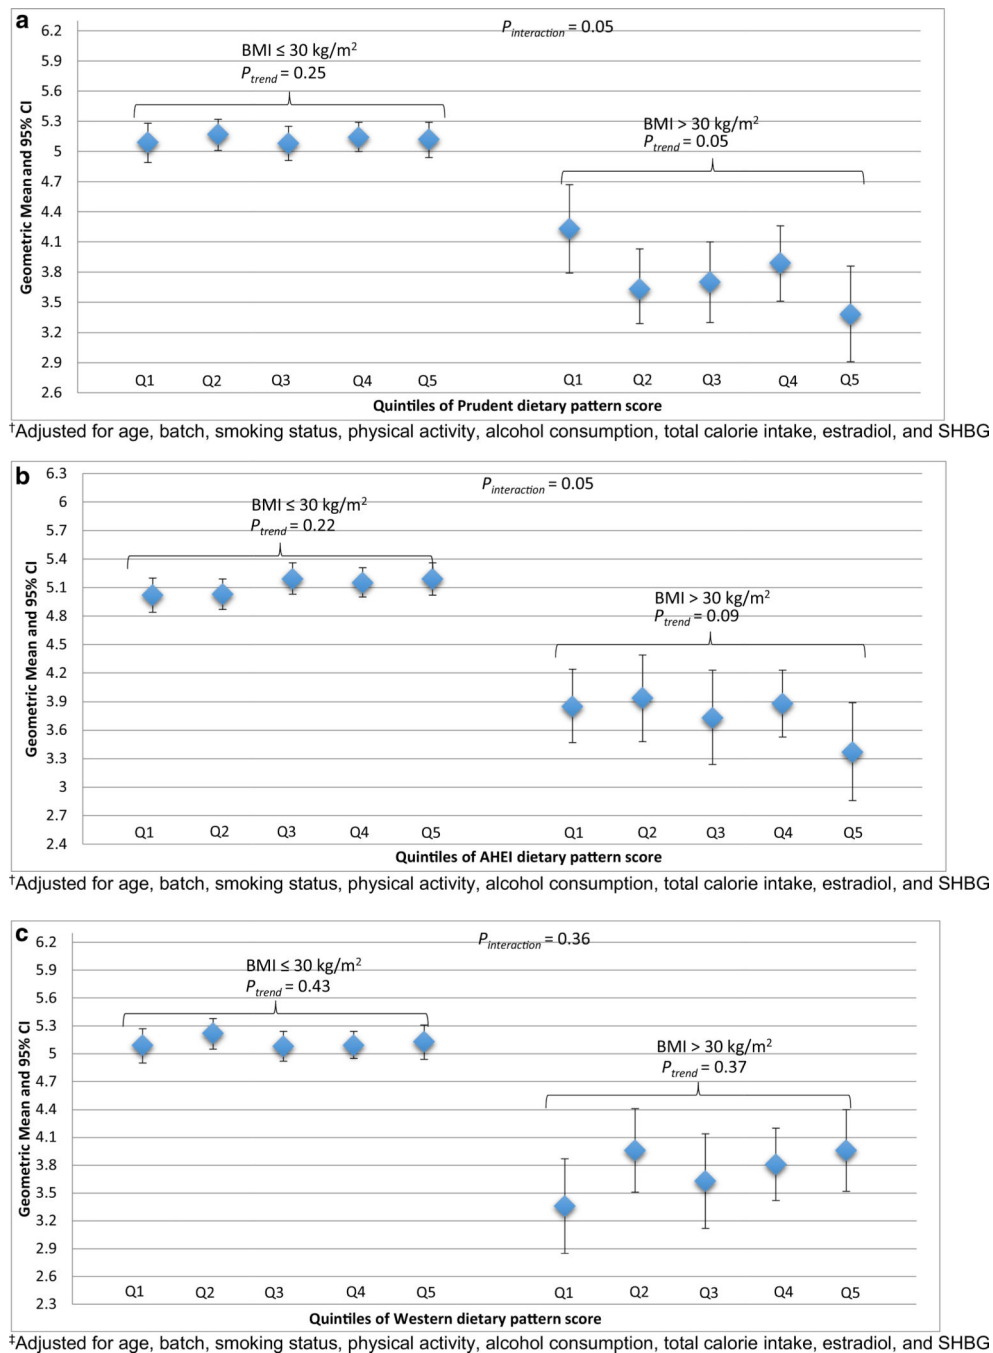 a
P interaction = 0.05
6.2
5.9
5.6
5.3
5
4.7
4.4
4.1
3.8
3.5
3.2
2.9
2.6
Geometric Mean and 95% CI
BMI ≤ 30 kg/m²
P trend = 0.25
BMI > 30 kg/m²
P trend = 0.05
Q1 Q2 Q3 Q4 Q5 Q1 Q2 Q3 Q4 Q5
Quintiles of Prudent dietary pattern score
†Adjusted for age, batch, smoking status, physical activity, alcohol consumption, total calorie intake, estradiol, and SHBG
b
P interaction = 0.05
6.3
6
5.7
5.4
5.1
4.8
4.5
4.2
3.9
3.6
3.3
3
2.7
2.4
Geometric Mean and 95% CI
BMI ≤ 30 kg/m²
P trend = 0.22
BMI > 30 kg/m²
P trend = 0.09
Q1 Q2 Q3 Q4 Q5 Q1 Q2 Q3 Q4 Q5
Quintiles of AHEI dietary pattern score
†Adjusted for age, batch, smoking status, physical activity, alcohol consumption, total calorie intake, estradiol, and SHBG
c
P interaction = 0.36
6.2
5.9
5.6
5.3
5
4.7
4.4
4.1
3.8
3.5
3.2
2.9
2.6
2.3
Geometric Mean and 95% CI
BMI ≤ 30 kg/m²
P trend = 0.43
BMI > 30 kg/m²
P trend = 0.37
Q1 Q2 Q3 Q4 Q5 Q1 Q2 Q3 Q4 Q5
Quintiles of Western dietary pattern score
‡Adjusted for age, batch, smoking status, physical activity, alcohol consumption, total calorie intake, estradiol, and SHBG